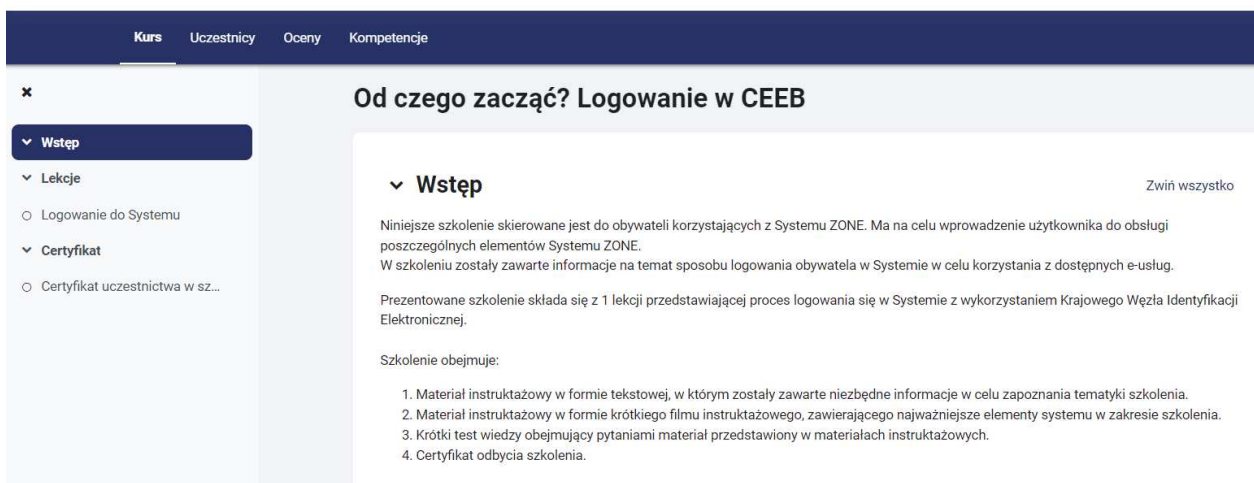 Kurs Uczestnicy Oceny Kompetencje
Od czego zacząć? Logowanie w CEEB
Wstęp
Lekcje
Logowanie do Systemu
Certyfikat
Certyfikat uczestnictwa w sz...
Wstęp
Zwiń wszystko
Niniejsze szkolenie skierowane jest do obywateli korzystających z Systemu ZONE. Ma na celu wprowadzenie użytkownika do obsługi
poszczególnych elementów Systemu ZONE.
W szkoleniu zostały zawarte informacje na temat sposobu logowania obywatela w Systemie w celu korzystania z dostępnych e-usług.
Prezentowane szkolenie składa się z 1 lekcji przedstawiającej proces logowania się w Systemie z wykorzystaniem Krajowego Węzła Identyfikacji
Elektronicznej.
Szkolenie obejmuje:
1. Materiał instruktażowy w formie tekstowej, w którym zostały zawarte niezbędne informacje w celu zapoznania tematyki szkolenia.
2. Materiał instruktażowy w formie krótkiego filmu instruktażowego, zawierającego najważniejsze elementy systemu w zakresie szkolenia.
3. Krótki test wiedzy obejmujący pytaniami materiał przedstawiony w materiałach instruktażowych.
4. Certyfikat odbycia szkolenia.